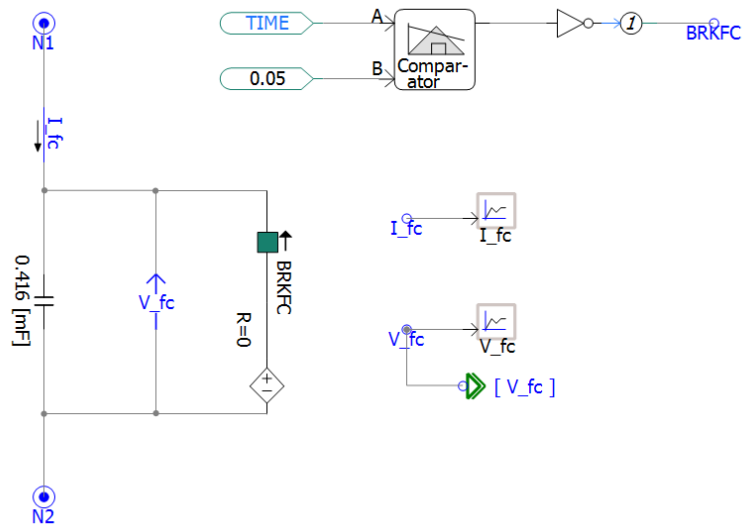 N1
TIME
0.05
A
B
Compar-
ator
1
BRKFC
I_fc
0.416 [mF]
V_fc
BRKFC
R=0
+
−
I_fc
I_fc
V_fc
V_fc
[ V_fc ]
N2